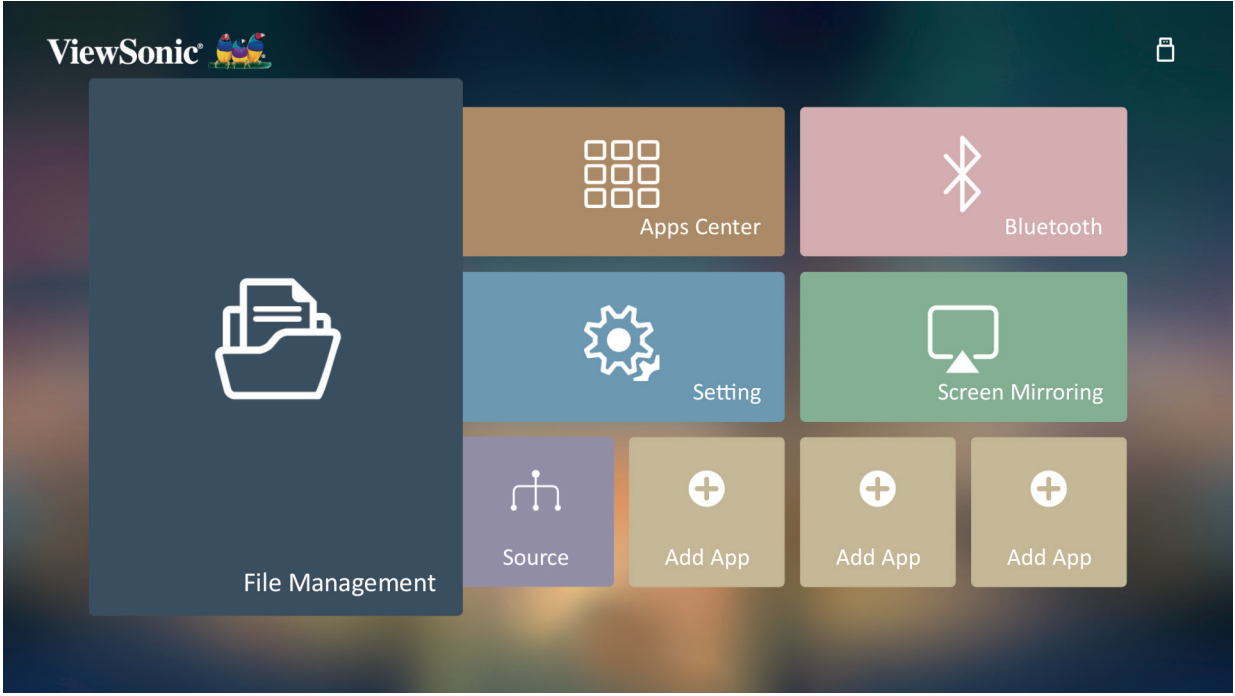 ViewSonic®
Apps Center
Bluetooth
Setting
Screen Mirroring
File Management
Source
Add App
Add App
Add App